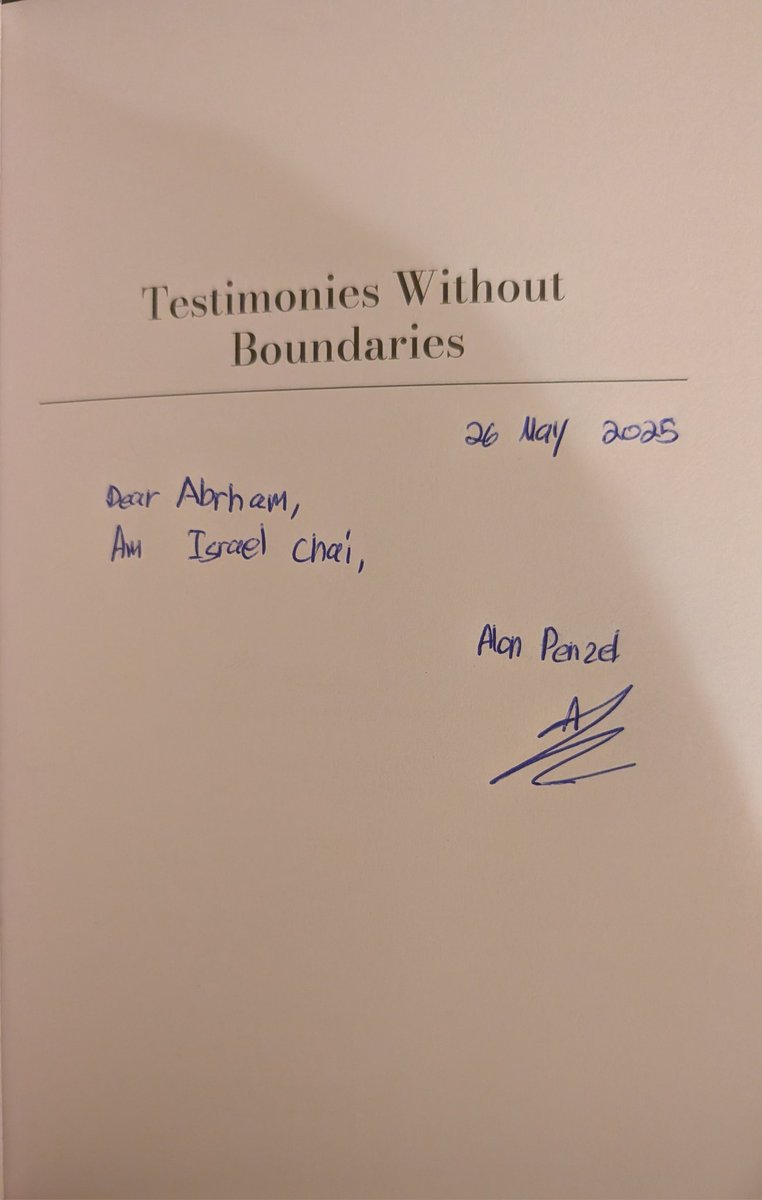 Testimonies Without
Boundaries
26 May 2025
Dear Abrham,
Am Israel chai,
Alon Penzel